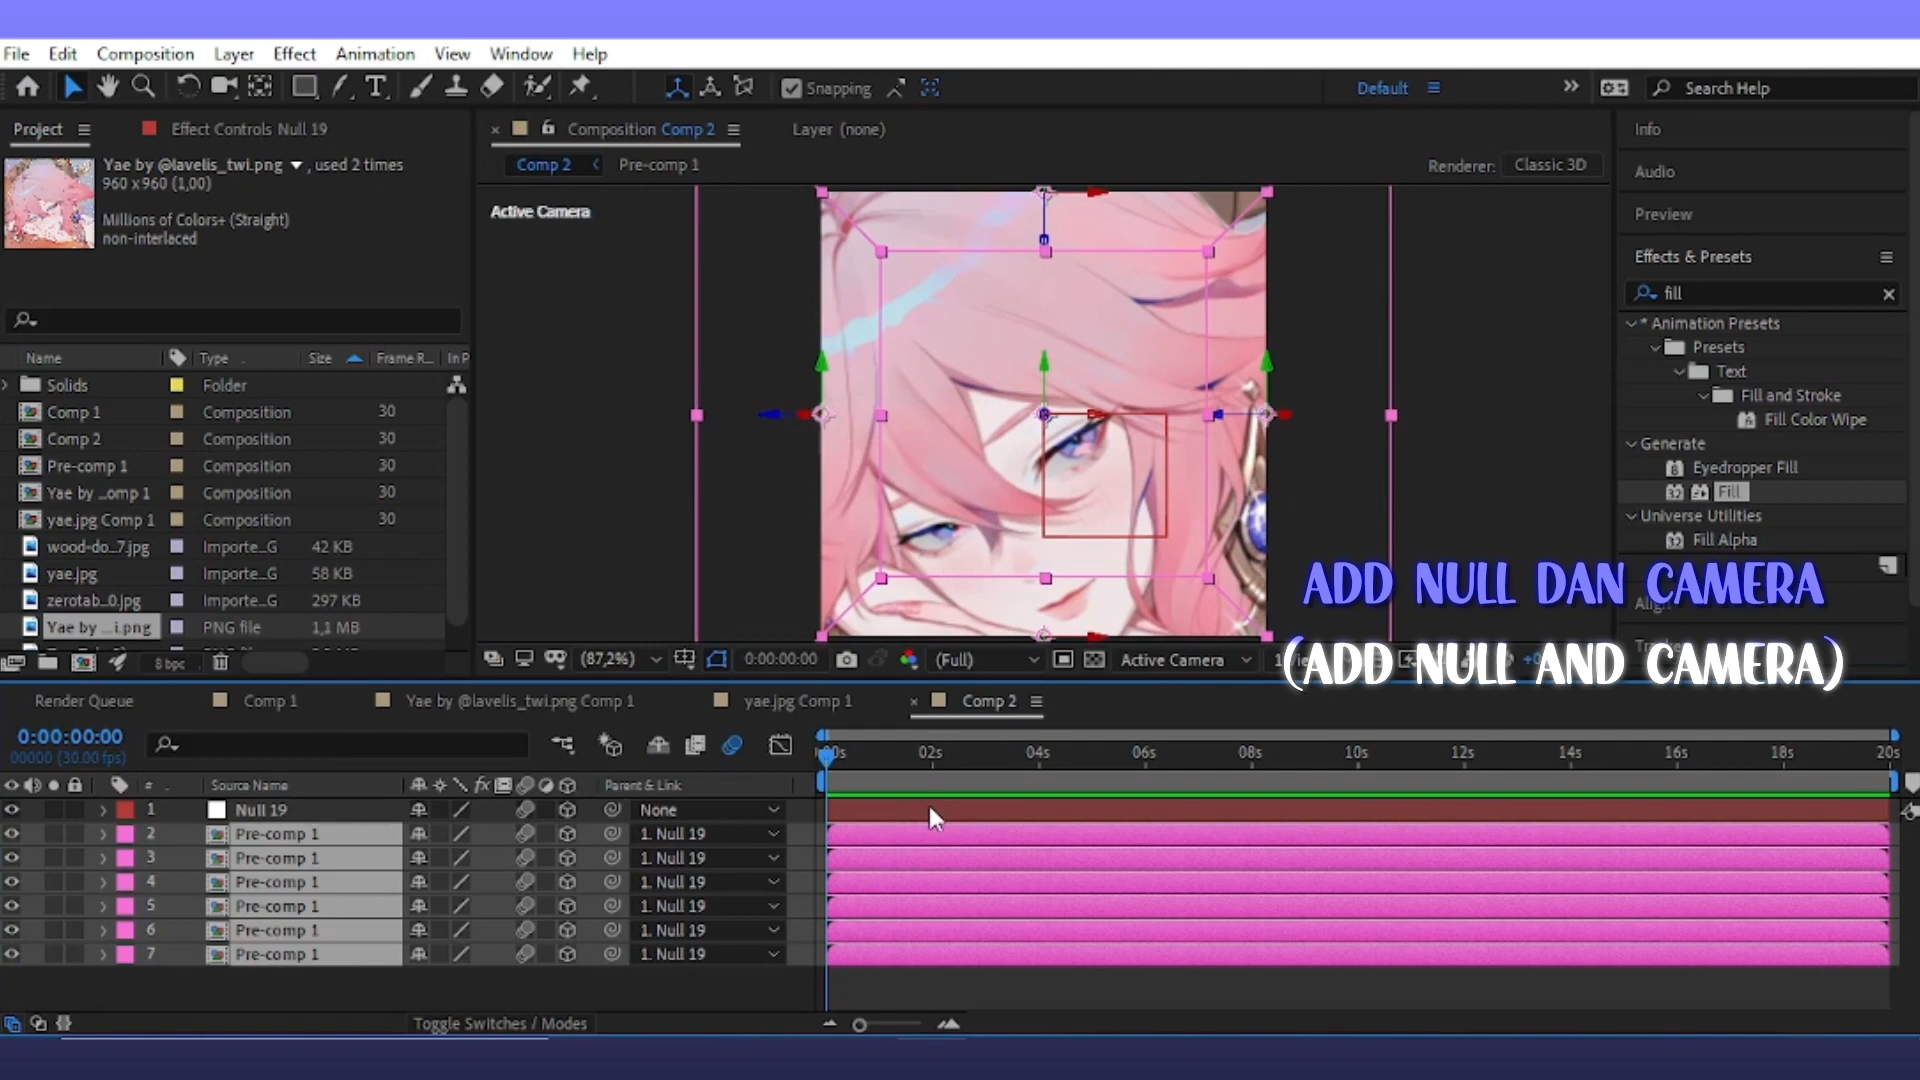 File Edit Composition Layer Effect Animation View Window Help
Snapping
Default
Search Help
Project
Effect Controls Null 19
Composition Comp 2
Layer (none)
Info
Yae by @lavelis_twi.png , used 2 times
960 x 960 (1,00)
Millions of Colors+ (Straight)
non-interlaced
Comp 2
Pre-comp 1
Renderer: Classic 3D
Audio
Active Camera
Preview
Effects & Presets
fill
* Animation Presets
Presets
Text
Fill and Stroke
Fill Color Wipe
Generate
Eyedropper Fill
Fill
Universe Utilities
Fill Alpha
Name Type Size Frame R... In P
Solids Folder
Comp 1 Composition 30
Comp 2 Composition 30
Pre-comp 1 Composition 30
Yae by ...omp 1 Composition 30
yae.jpg Comp 1 Composition 30
wood-do...7.jpg Importe...G 42 KB
yae.jpg Importe...G 58 KB
zerotab...0.jpg Importe...G 297 KB
Yae by ...i.png PNG file 1,1 MB
8 bpc
ADD NULL DAN CAMERA
(ADD NULL AND CAMERA)
(87,2%) 0:00:00:00 (Full) Active Camera
Render Queue Comp 1 Yae by @lavelis_twi.png Comp 1 yae.jpg Comp 1 Comp 2
0:00:00:00
00000 (30.00 fps)
02s 04s 06s 08s 10s 12s 14s 16s 18s 20s
# Source Name fx Parent & Link
1 Null 19 None
2 Pre-comp 1 1. Null 19
3 Pre-comp 1 1. Null 19
4 Pre-comp 1 1. Null 19
5 Pre-comp 1 1. Null 19
6 Pre-comp 1 1. Null 19
7 Pre-comp 1 1. Null 19
Toggle Switches / Modes